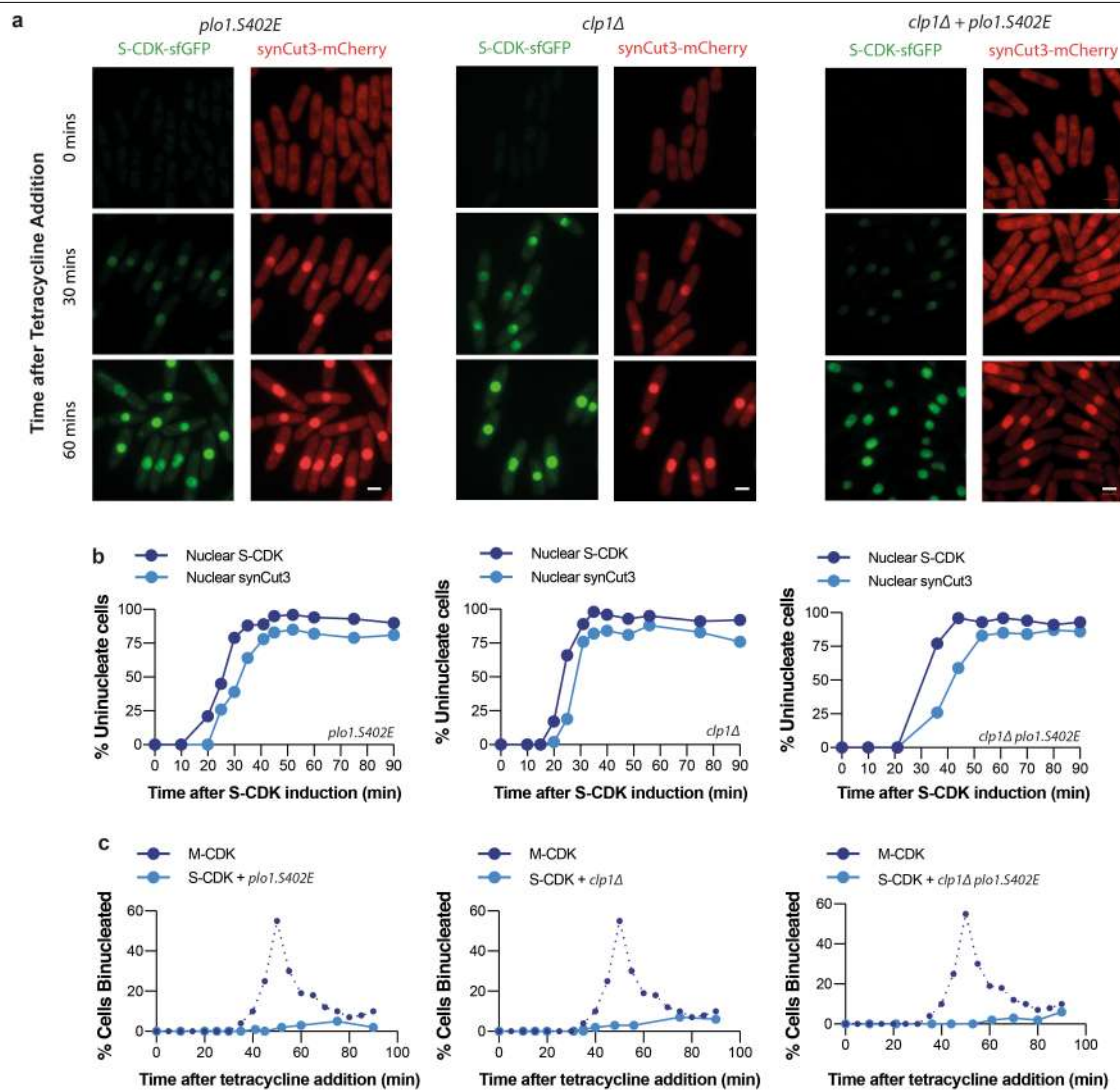 a
plo1.S402E
clp1Δ
clp1Δ + plo1.S402E
S-CDK-sfGFP synCut3-mCherry
S-CDK-sfGFP synCut3-mCherry
S-CDK-sfGFP synCut3-mCherry
Time after Tetracycline Addition
0 mins
30 mins
60 mins
b
Nuclear S-CDK
Nuclear synCut3
% Uninucleate cells
100
75
50
25
0
plo1.S402E
0 10 20 30 40 50 60 70 80 90
Time after S-CDK induction (min)
Nuclear S-CDK
Nuclear synCut3
% Uninucleate cells
100
75
50
25
0
clp1Δ
0 10 20 30 40 50 60 70 80 90
Time after S-CDK induction (min)
Nuclear S-CDK
Nuclear synCut3
% Uninucleate cells
100
75
50
25
0
clp1Δ plo1.S402E
0 10 20 30 40 50 60 70 80 90
Time after S-CDK induction (min)
c
M-CDK
S-CDK + plo1.S402E
% Cells Binucleated
60
40
20
0
0 20 40 60 80 100
Time after tetracycline addition (min)
M-CDK
S-CDK + clp1Δ
% Cells Binucleated
60
40
20
0
0 20 40 60 80 100
Time after tetracycline addition (min)
M-CDK
S-CDK + clp1Δ plo1.S402E
% Cells Binucleated
60
40
20
0
0 20 40 60 80 100
Time after tetracycline addition (min)